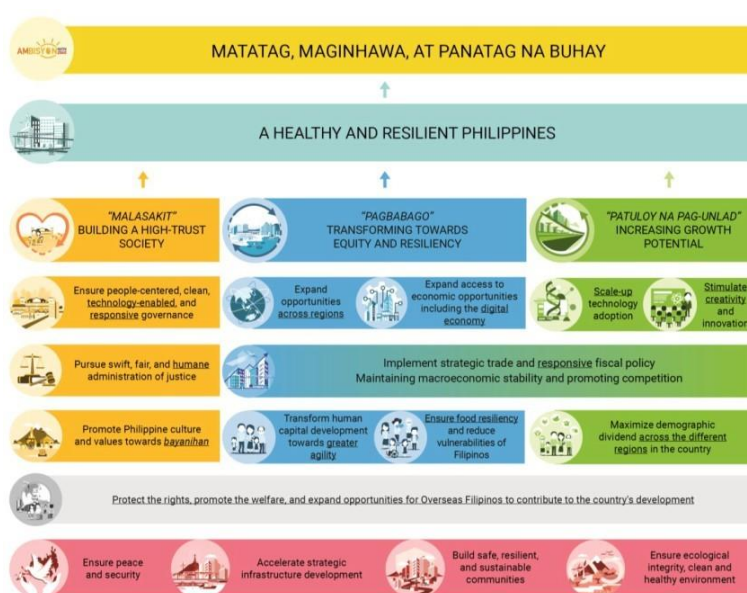 AMBISYON
MATATAG, MAGINHAWA, AT PANATAG NA BUHAY
A HEALTHY AND RESILIENT PHILIPPINES
"MALASAKIT"
BUILDING A HIGH-TRUST
SOCIETY
"PAGBABAGO"
TRANSFORMING TOWARDS
EQUITY AND RESILIENCY
"PATULOY NA PAG-UNLAD"
INCREASING GROWTH
POTENTIAL
Ensure people-centered, clean,
technology-enabled, and
responsive governance
Expand
opportunities
across regions
Expand access to
economic opportunities
including the digital
economy
Scale-up
technology
adoption
Stimulate
creativity
and
innovation
Pursue swift, fair, and humane
administration of justice
Implement strategic trade and responsive fiscal policy
Maintaining macroeconomic stability and promoting competition
Promote Philippine culture
and values towards bayanihan
Transform human
capital development
towards greater
agility
Ensure food resiliency
and reduce
vulnerabilities of
Filipinos
Maximize demographic
dividend across the different
regions in the country
Protect the rights, promote the welfare, and expand opportunities for Overseas Filipinos to contribute to the country's development
Ensure peace
and security
Accelerate strategic
infrastructure development
Build safe, resilient,
and sustainable
communities
Ensure ecological
integrity, clean and
healthy environment